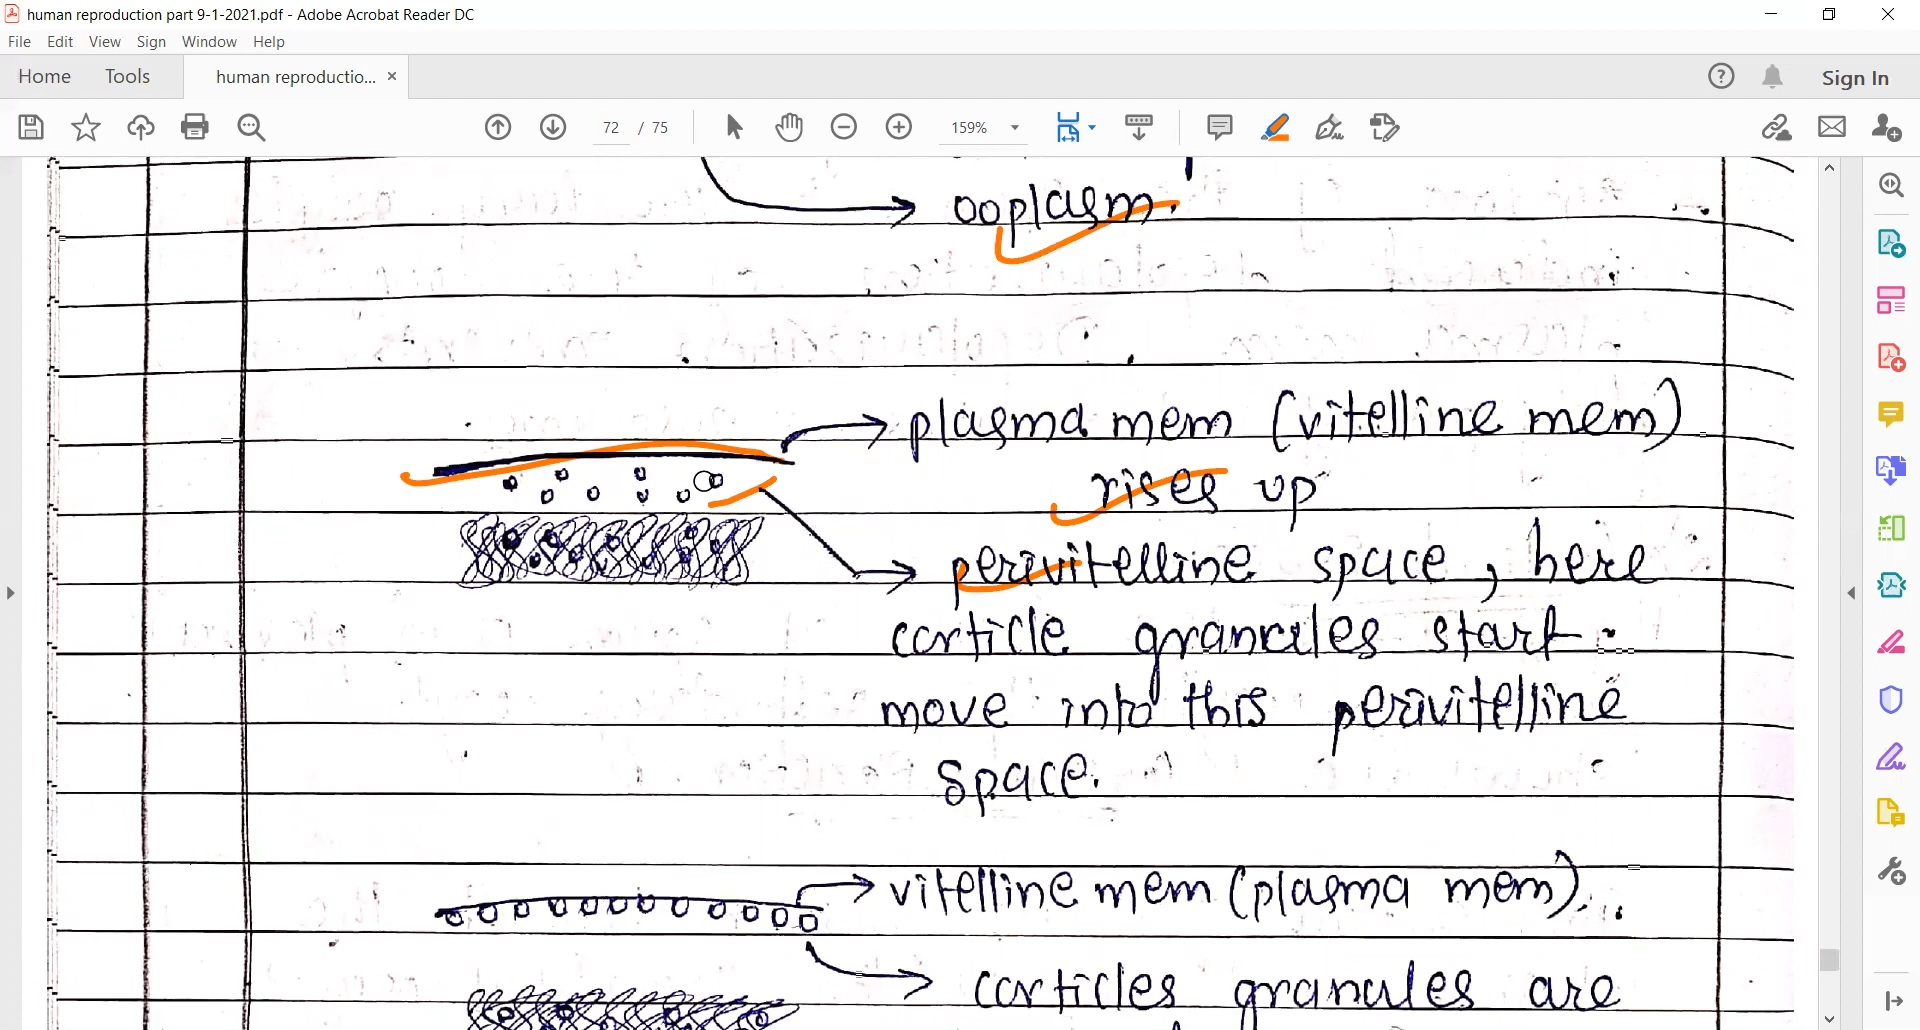 human reproduction part 9-1-2021.pdf - Adobe Acrobat Reader DC
File Edit View Sign Window Help
Home Tools human reproductio... × Sign In
72 / 75 159%
ooplasm.
plasma mem (vitelline mem)
rises up
perivitelline space, here
corticle granules start
move into this perivitelline
space.
vitelline mem (plasma mem).
corticles granules are